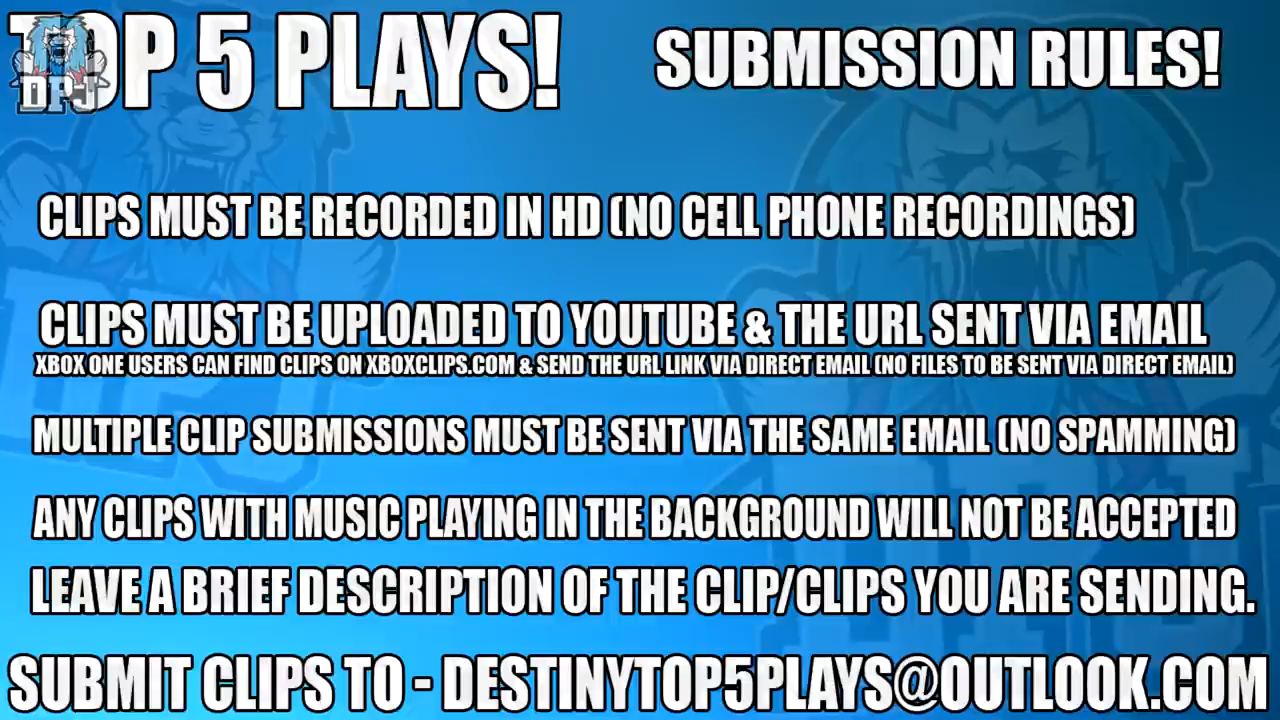 TOP 5 PLAYS!
SUBMISSION RULES!
DPJ
CLIPS MUST BE RECORDED IN HD (NO CELL PHONE RECORDINGS)
CLIPS MUST BE UPLOADED TO YOUTUBE & THE URL SENT VIA EMAIL
XBOX ONE USERS CAN FIND CLIPS ON XBOXCLIPS.COM & SEND THE URL LINK VIA DIRECT EMAIL (NO FILES TO BE SENT VIA DIRECT EMAIL)
MULTIPLE CLIP SUBMISSIONS MUST BE SENT VIA THE SAME EMAIL (NO SPAMMING)
ANY CLIPS WITH MUSIC PLAYING IN THE BACKGROUND WILL NOT BE ACCEPTED
LEAVE A BRIEF DESCRIPTION OF THE CLIP/CLIPS YOU ARE SENDING.
SUBMIT CLIPS TO - DESTINYTOP5PLAYS@OUTLOOK.COM